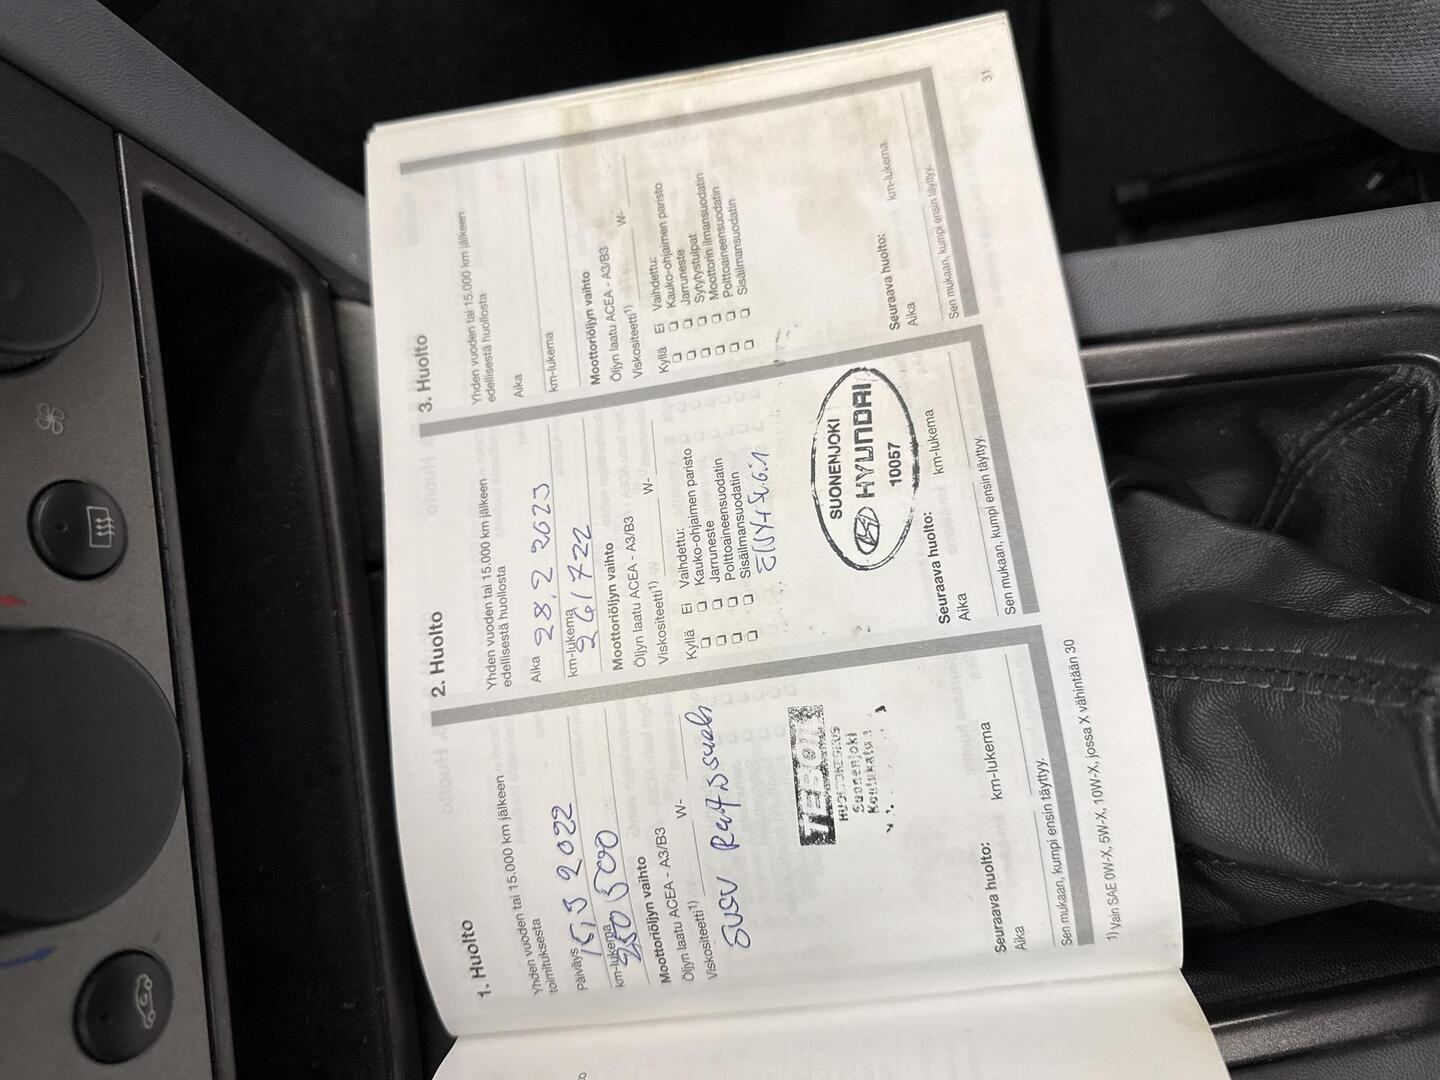 1. Huolto
Yhden vuoden tai 15.000 km jälkeen
toimituksesta
Päiväys 15,3 2022
km-lukema
Moottoriöljyn vaihto
Öljyn laatu ACEA - A3/B3
Viskositeetti1) W-
Huoltokeskus
Suonenjoki
Koulukatu
Seuraava huolto:
Aika km-lukema
Sen mukaan, kumpi ensin täyttyy.
2. Huolto
Yhden vuoden tai 15.000 km jälkeen
edellisestä huollosta
Aika 28.2 2023
km-lukema
261722
Moottoriöljyn vaihto
Öljyn laatu ACEA - A3/B3
Viskositeetti1) W-
Kyllä Ei Vaihdettu:
Kauko-ohjaimen paristo
Jarruneste
Polttoaineensuodatin
Sisäilmansuodatin
SUONENJOKI
HYUNDAI
10057
Seuraava huolto:
Aika km-lukema
Sen mukaan, kumpi ensin täyttyy.
3. Huolto
Yhden vuoden tai 15.000 km jälkeen
edellisestä huollosta
Aika
km-lukema
Moottoriöljyn vaihto
Öljyn laatu ACEA - A3/B3
Viskositeetti1) W-
Kyllä Ei Vaihdettu:
Kauko-ohjaimen paristo
Jarruneste
Sytytystulpat
Moottorin ilmansuodatin
Polttoaineensuodatin
Sisäilmansuodatin
Seuraava huolto:
Aika km-lukema
Sen mukaan, kumpi ensin täyttyy.
1) vain SAE 0W-X, 5W-X, 10W-X, jossa X vähintään 30
31